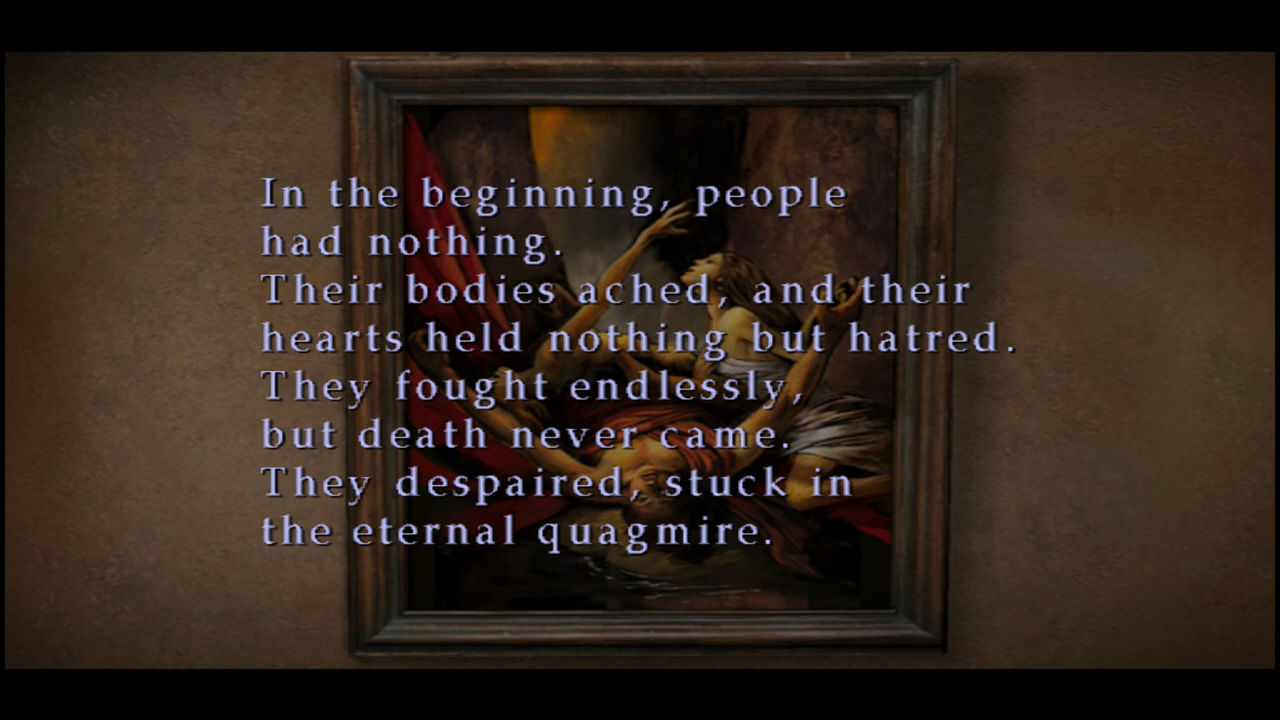 In the beginning, people
had nothing.
Their bodies ached, and their
hearts held nothing but hatred.
They fought endlessly,
but death never came.
They despaired, stuck in
the eternal quagmire.